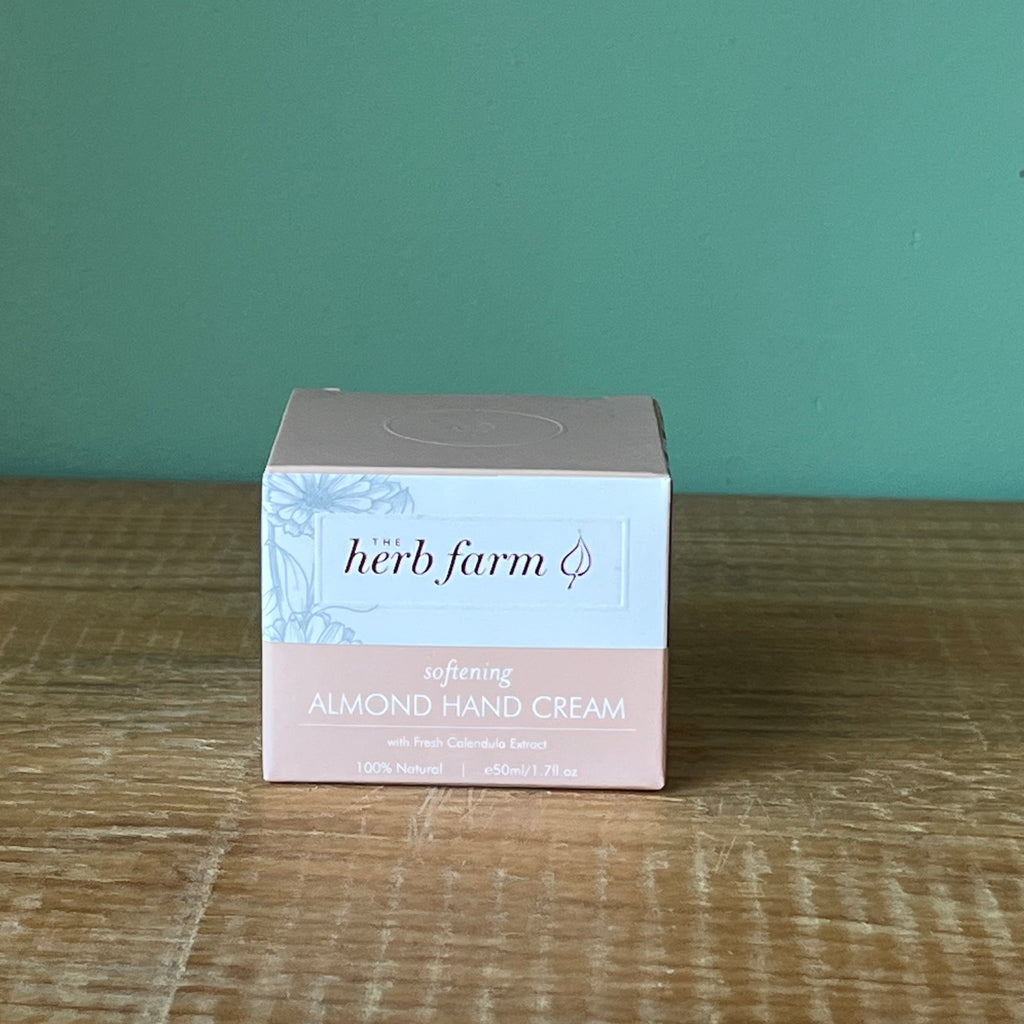 THE
herb farm
softening
ALMOND HAND CREAM
with Fresh Calendula Extract
100% Natural | e50ml/1.7fl.oz